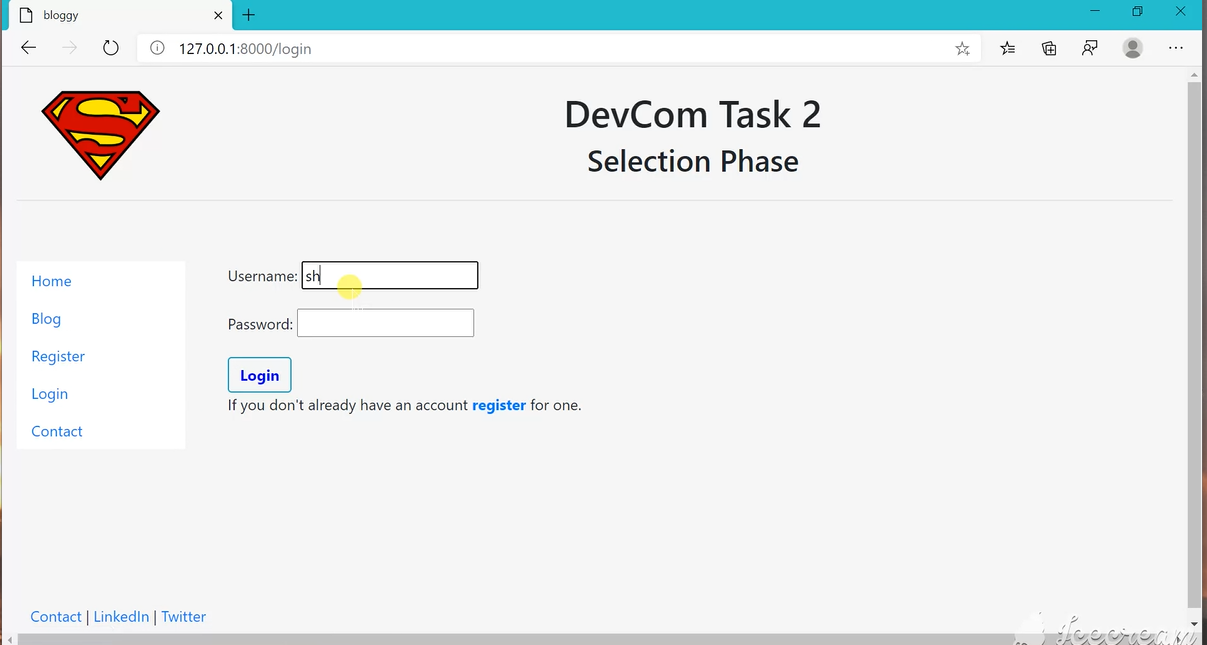 bloggy
127.0.0.1:8000/login
DevCom Task 2
Selection Phase
Home
Blog
Register
Login
Contact
Username: sh
Password:
Login
If you don't already have an account register for one.
Contact | LinkedIn | Twitter
Icecream